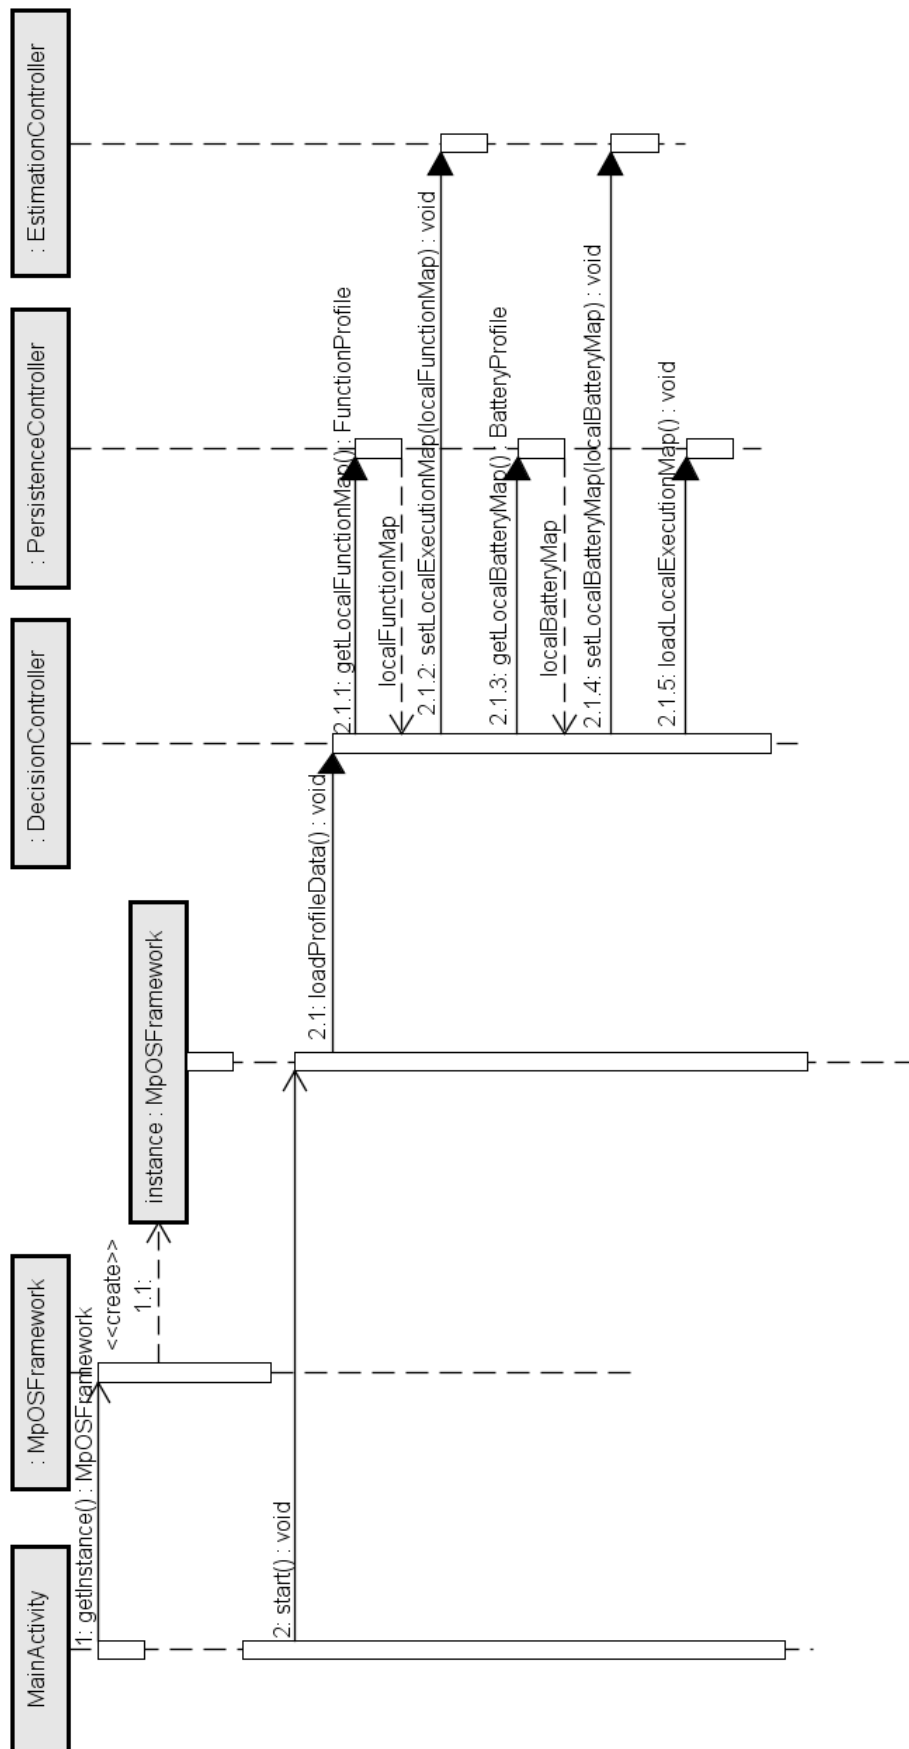 MainActivity
: MpOSFramework
instance : MpOSFramework
: DecisionController
: PersistenceController
: EstimationController
1: getInstance() : MpOSFramework
<<create>>
1.1:
2: start() : void
2.1: loadProfileData() : void
2.1.1: getLocalFunctionMap() : FunctionProfile
localFunctionMap
2.1.2: setLocalExecutionMap(localFunctionMap) : void
2.1.3: getLocalBatteryMap() : BatteryProfile
localBatteryMap
2.1.4: setLocalBatteryMap(localBatteryMap) : void
2.1.5: loadLocalExecutionMap() : void